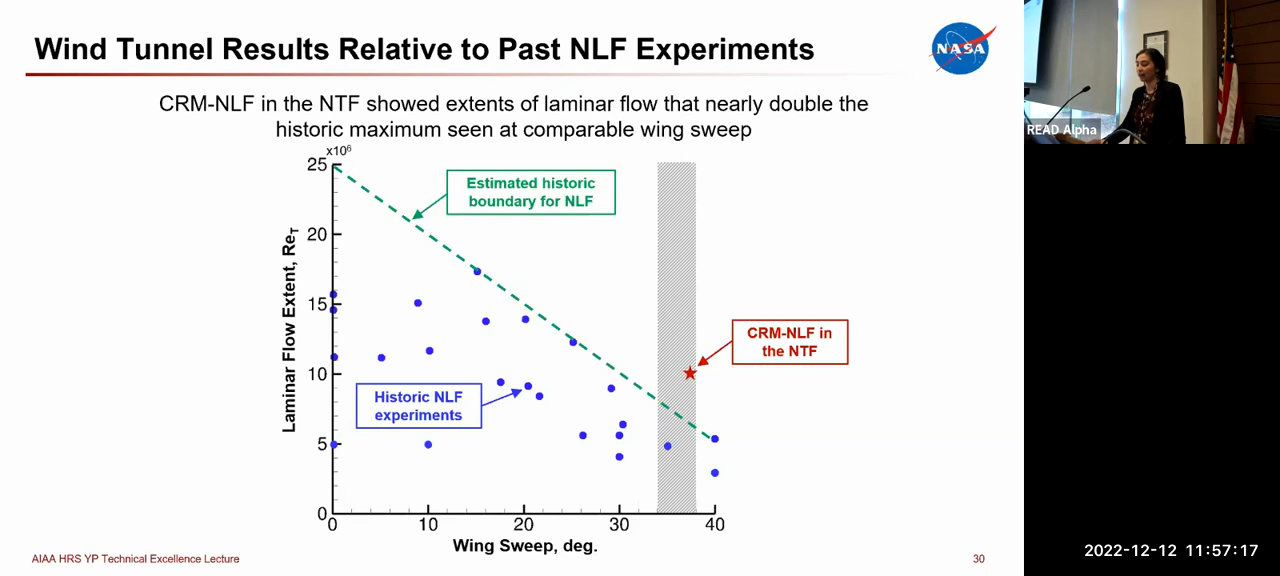 Wind Tunnel Results Relative to Past NLF Experiments
NASA
CRM-NLF in the NTF showed extents of laminar flow that nearly double the
historic maximum seen at comparable wing sweep
x10⁶
25
20
15
10
5
0
Laminar Flow Extent, Re_T
Estimated historic
boundary for NLF
CRM-NLF in
the NTF
Historic NLF
experiments
0 10 20 30 40
Wing Sweep, deg.
AIAA HRS YP Technical Excellence Lecture
30
READ Alpha
2022-12-12 11:57:17